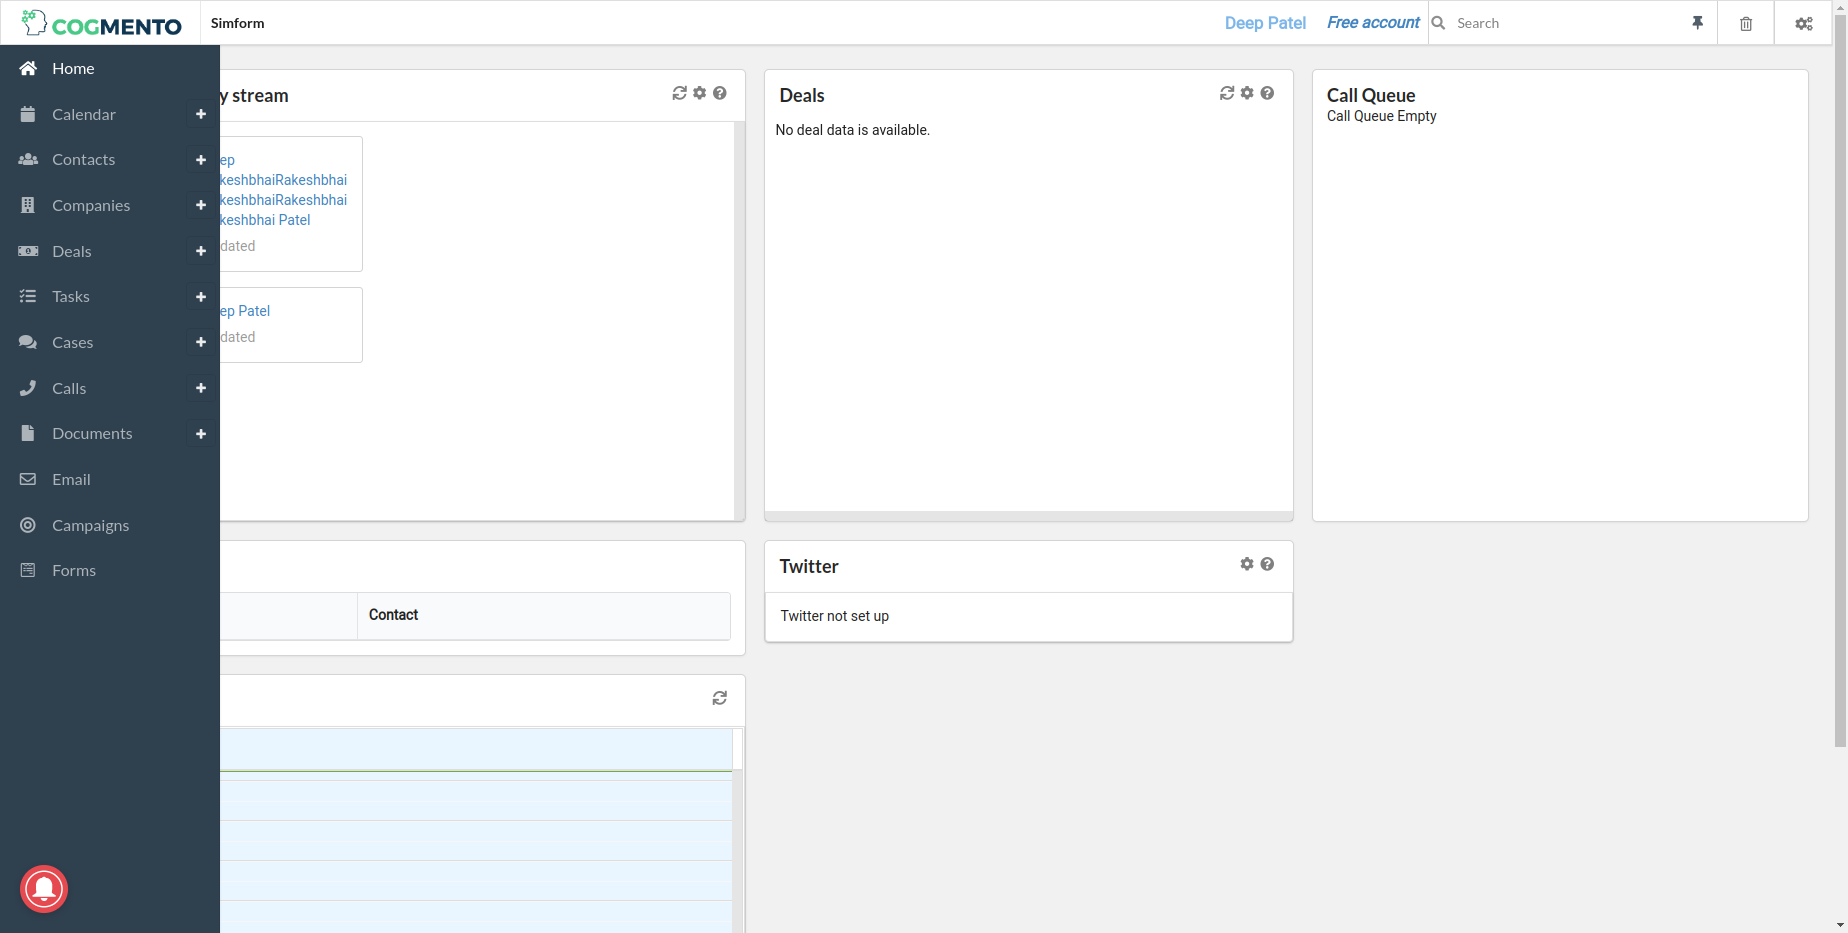 COGMENTO
Simform
Deep Patel
Free account
Search
Home
Calendar
Contacts
Companies
Deals
Tasks
Cases
Calls
Documents
Email
Campaigns
Forms
y stream
ep
keshbhaiRakeshbhai
keshbhaiRakeshbhai
keshbhai Patel
dated
ep Patel
dated
Deals
No deal data is available.
Call Queue
Call Queue Empty
Contact
Twitter
Twitter not set up